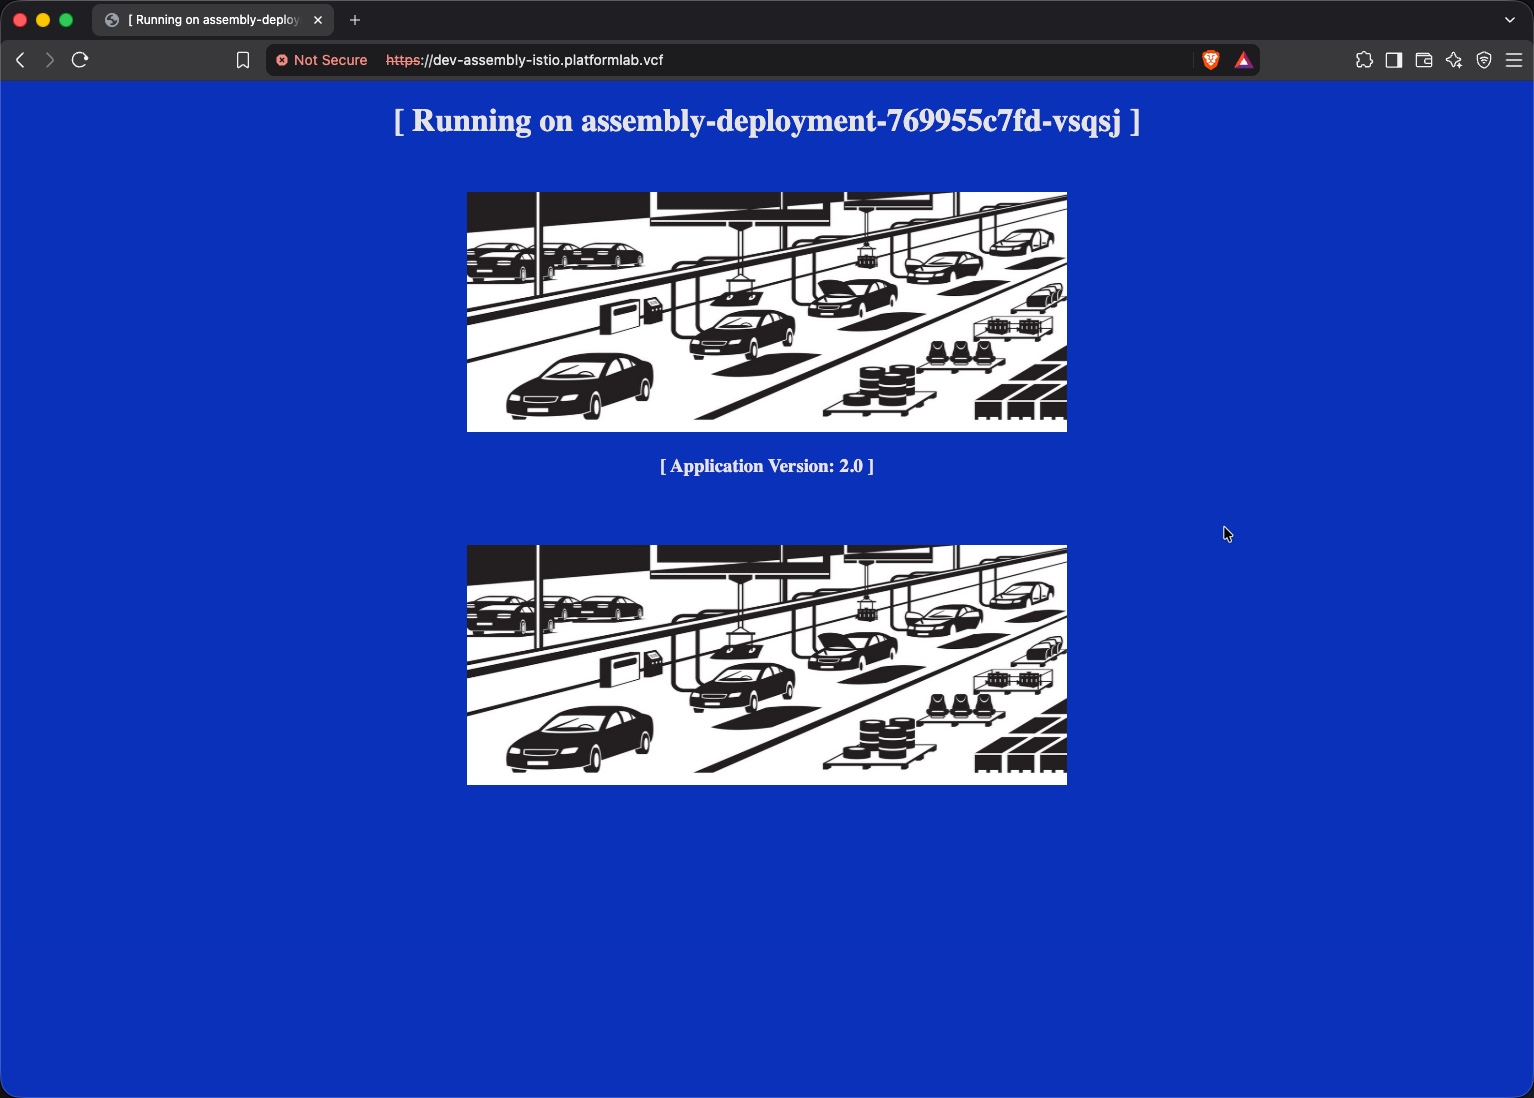 [ Running on assembly-deploy
Not Secure https://dev-assembly-istio.platformlab.vcf
[ Running on assembly-deployment-769955c7fd-vsqsj ]
[ Application Version: 2.0 ]